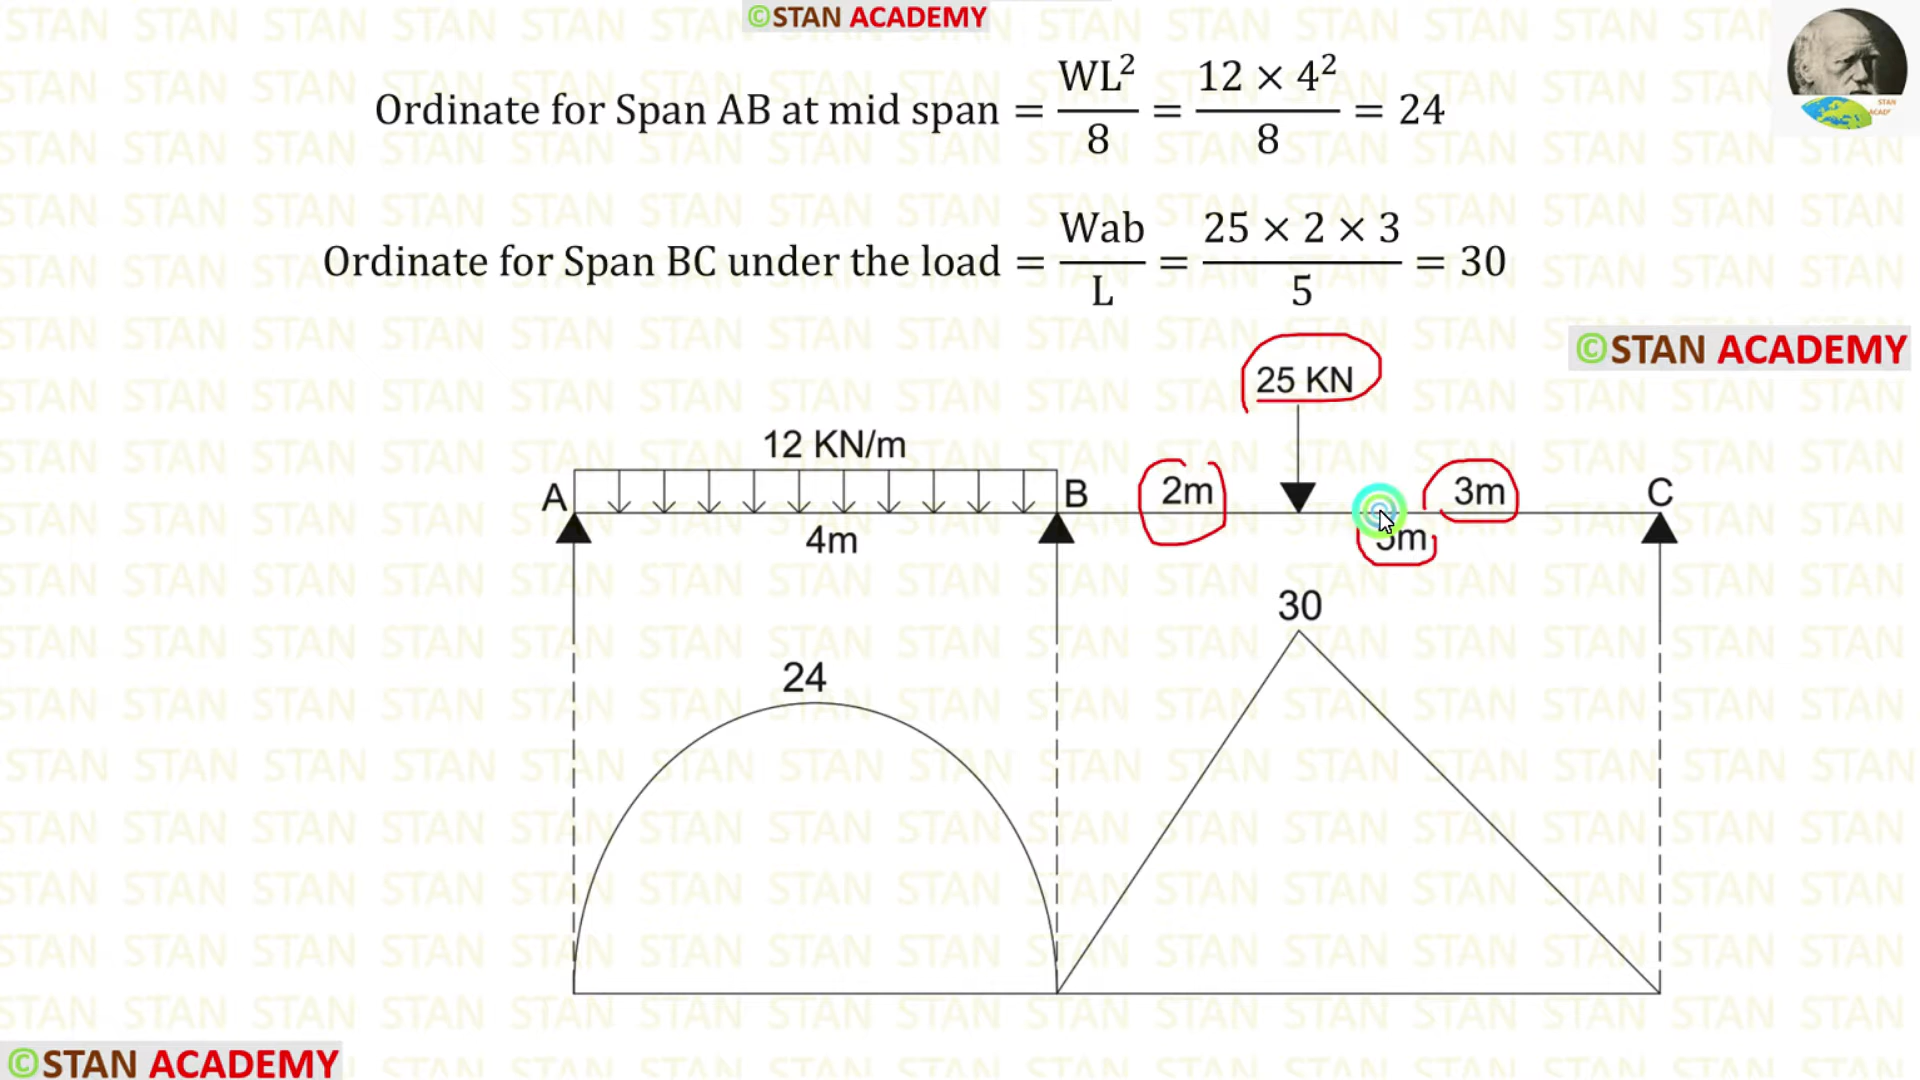 ©STAN ACADEMY
Ordinate for Span AB at mid span = WL²/8 = 12 × 4²/8 = 24
Ordinate for Span BC under the load = Wab/L = 25 × 2 × 3/5 = 30
©STAN ACADEMY
25 KN
12 KN/m
A B 2m 3m C
4m 5m
30
24
©STAN ACADEMY